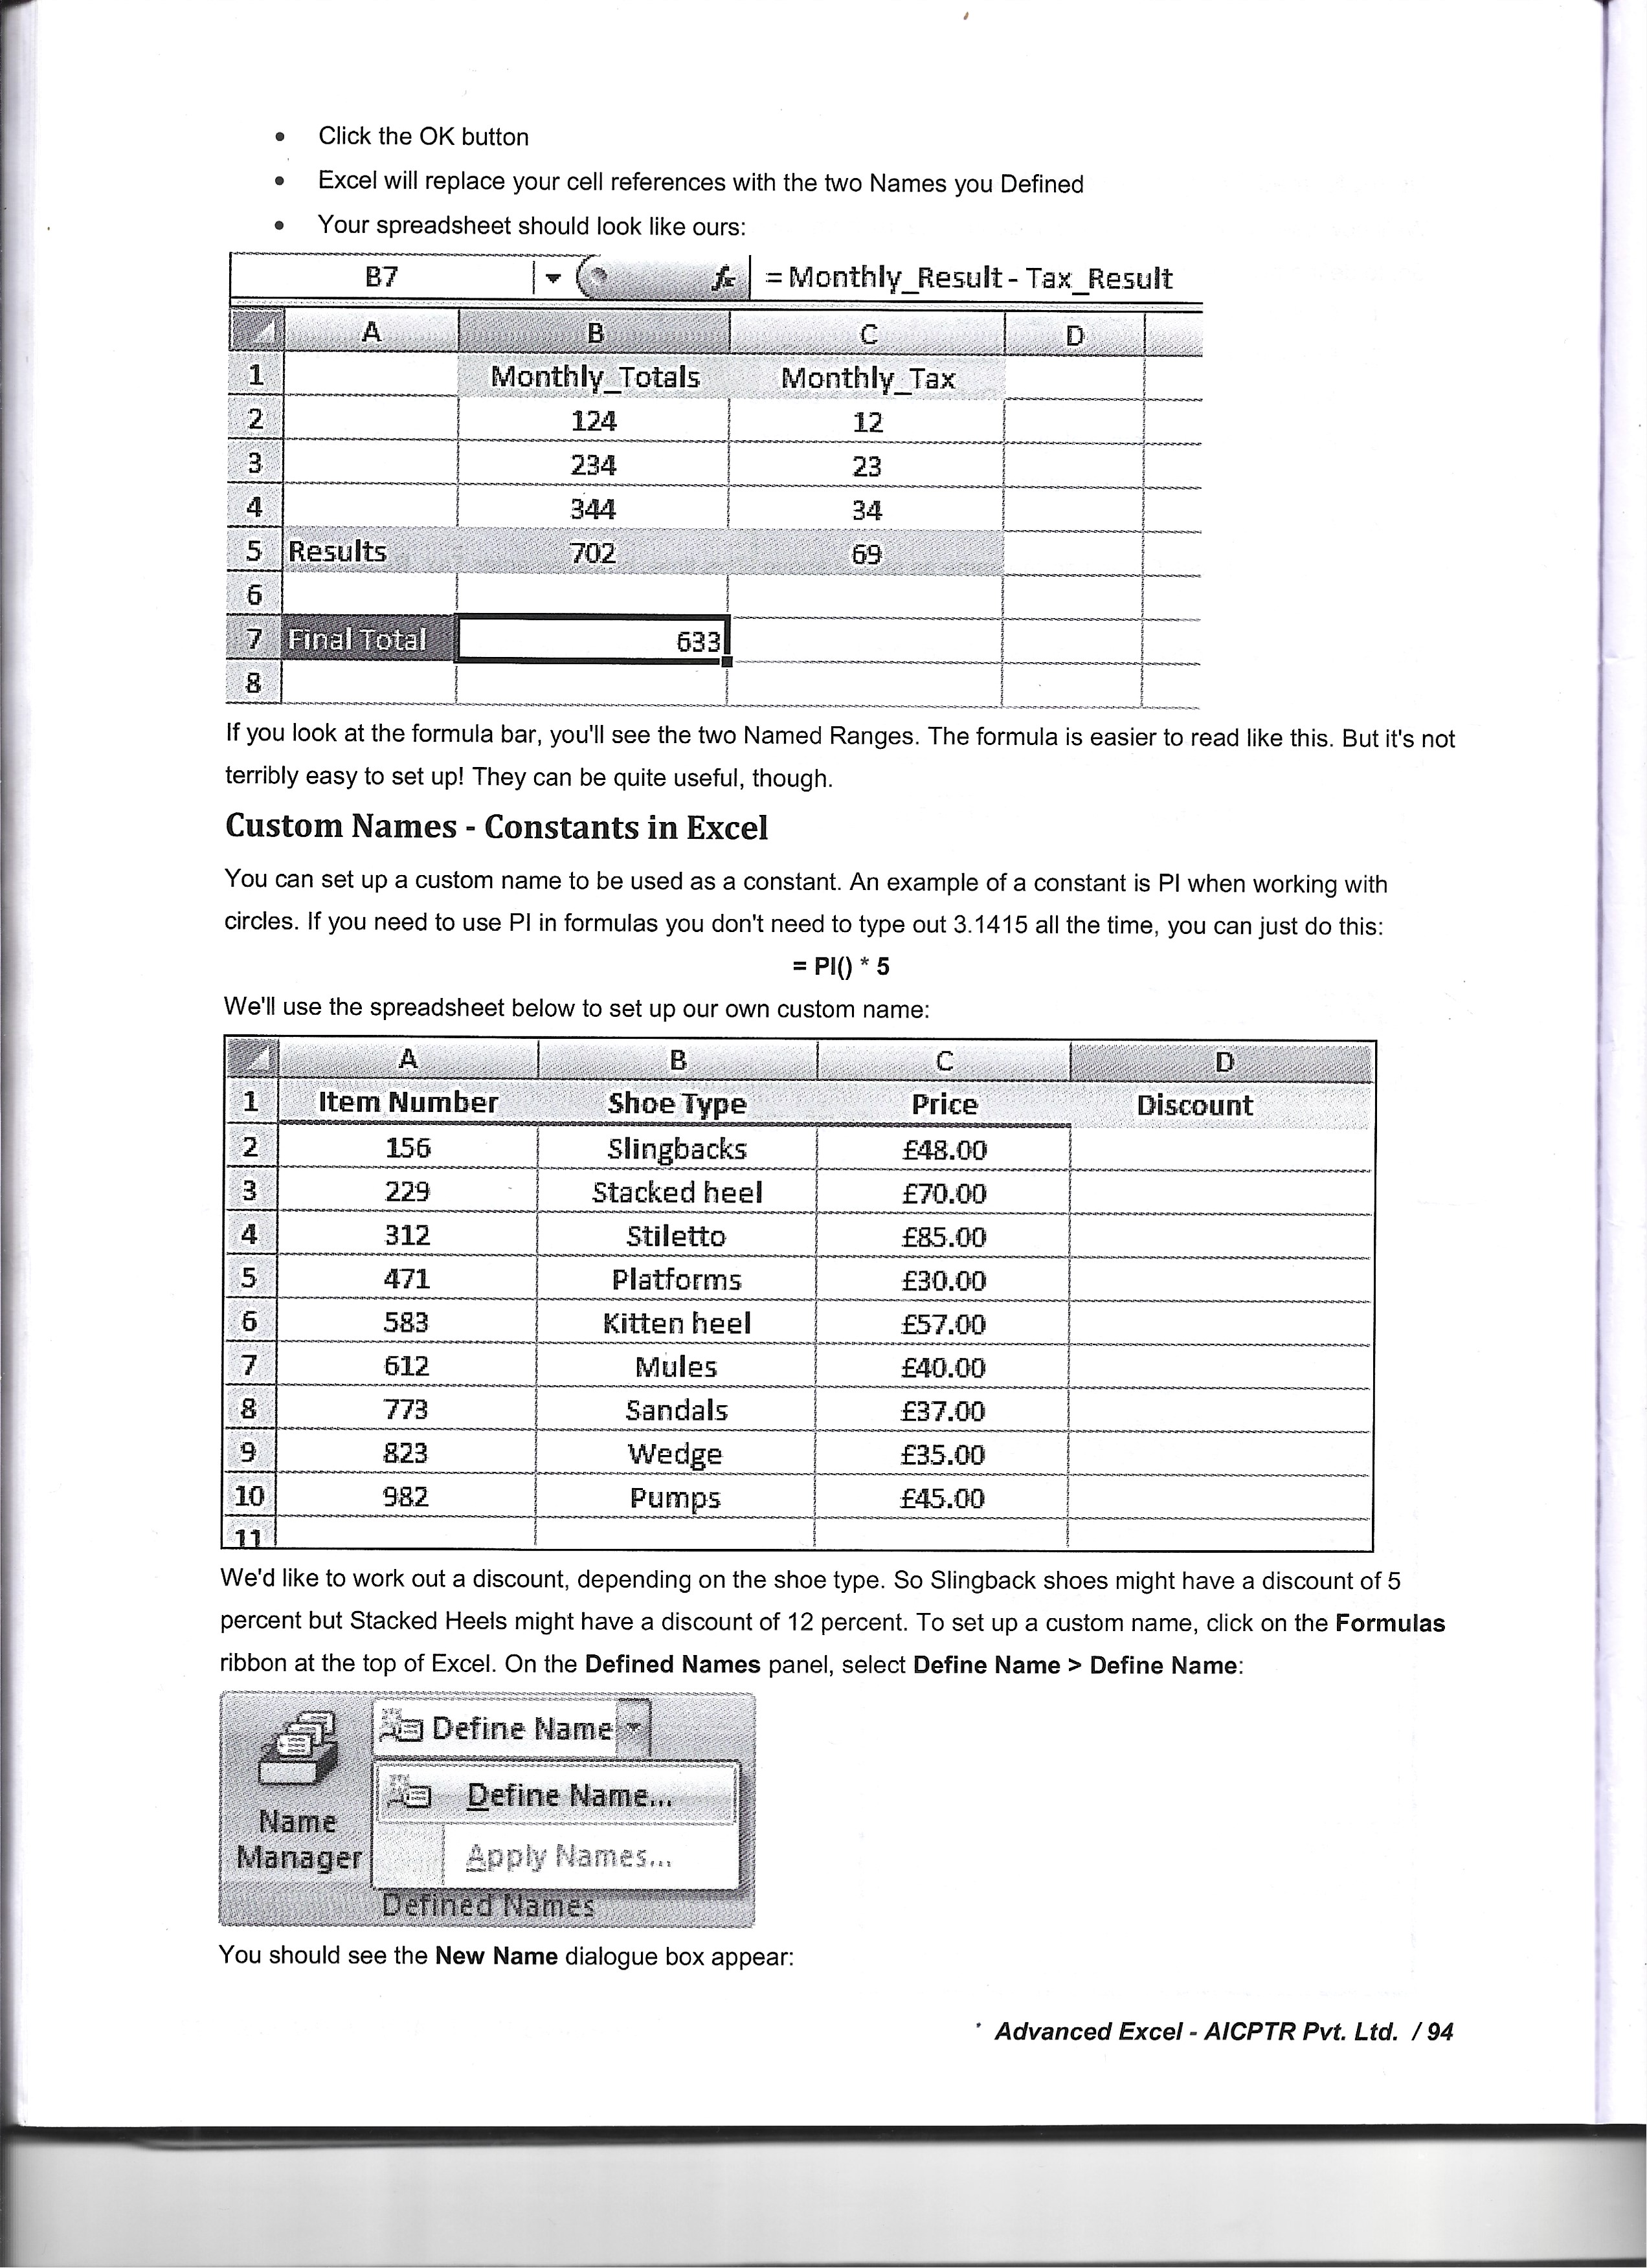 • Click the OK button
• Excel will replace your cell references with the two Names you Defined
• Your spreadsheet should look like ours:
B7 fx =Monthly_Result - Tax_Result
A B C D
1 Monthly_Totals Monthly_Tax
2 124 12
3 234 23
4 344 34
5 Results 702 69
6
7 Final Total 633
8
If you look at the formula bar, you'll see the two Named Ranges. The formula is easier to read like this. But it's not
terribly easy to set up! They can be quite useful, though.
Custom Names - Constants in Excel
You can set up a custom name to be used as a constant. An example of a constant is PI when working with
circles. If you need to use PI in formulas you don't need to type out 3.1415 all the time, you can just do this:
= PI() * 5
We'll use the spreadsheet below to set up our own custom name:
A B C D
1 Item Number Shoe Type Price Discount
2 156 Slingbacks £48.00
3 229 Stacked heel £70.00
4 312 Stiletto £85.00
5 471 Platforms £30.00
6 583 Kitten heel £57.00
7 612 Mules £40.00
8 773 Sandals £37.00
9 823 Wedge £35.00
10 982 Pumps £45.00
11
We'd like to work out a discount, depending on the shoe type. So Slingback shoes might have a discount of 5
percent but Stacked Heels might have a discount of 12 percent. To set up a custom name, click on the Formulas
ribbon at the top of Excel. On the Defined Names panel, select Define Name > Define Name:
Define Name
Define Name...
Name
Manager
Apply Names...
Defined Names
You should see the New Name dialogue box appear:
Advanced Excel - AICPTR Pvt. Ltd. / 94